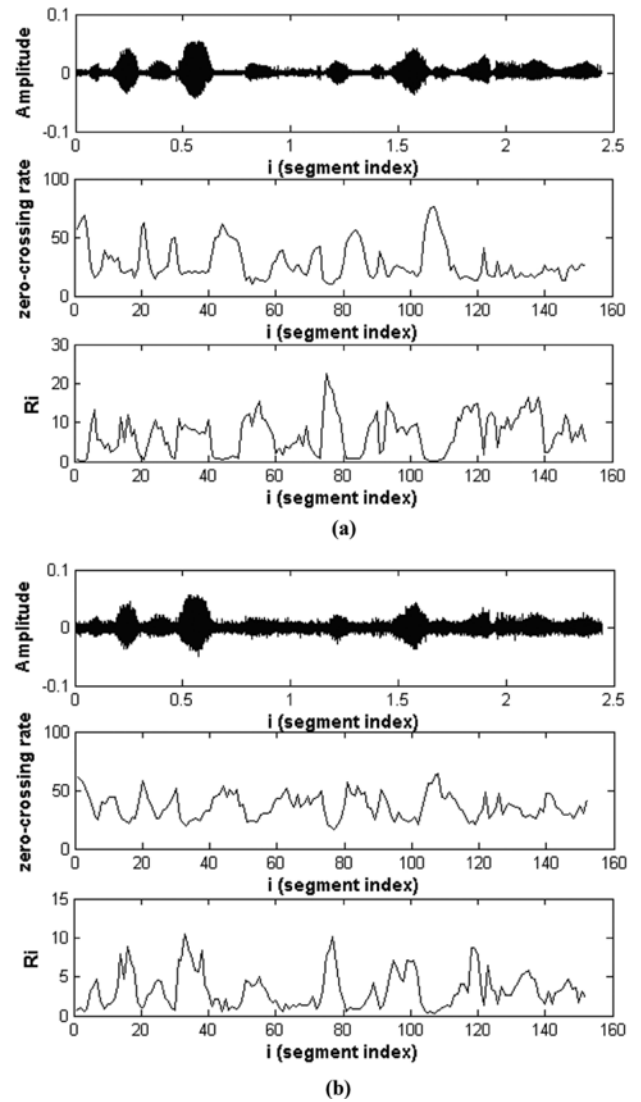 0.1
0
-0.1
Amplitude
0 0.5 1 1.5 2 2.5
i (segment index)
100
50
0
zero-crossing rate
0 20 40 60 80 100 120 140 160
i (segment index)
30
20
10
0
Ri
0 20 40 60 80 100 120 140 160
i (segment index)
(a)
0.1
0
-0.1
Amplitude
0 0.5 1 1.5 2 2.5
i (segment index)
100
50
0
zero-crossing rate
0 20 40 60 80 100 120 140 160
i (segment index)
15
10
5
0
Ri
0 20 40 60 80 100 120 140 160
i (segment index)
(b)